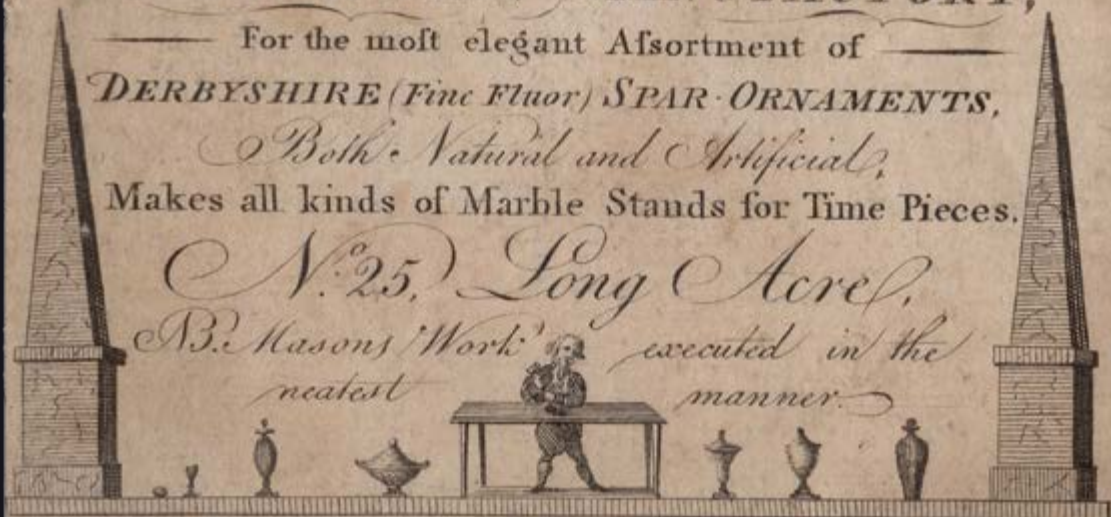 For the moſt elegant Aſsortment of
DERBYSHIRE (Fine Fluor) SPAR·ORNAMENTS,
Both Natural and Artificial,
Makes all kinds of Marble Stands for Time Pieces.
No. 25, Long Acre,
NB. Masons Work executed in the
neatest manner.